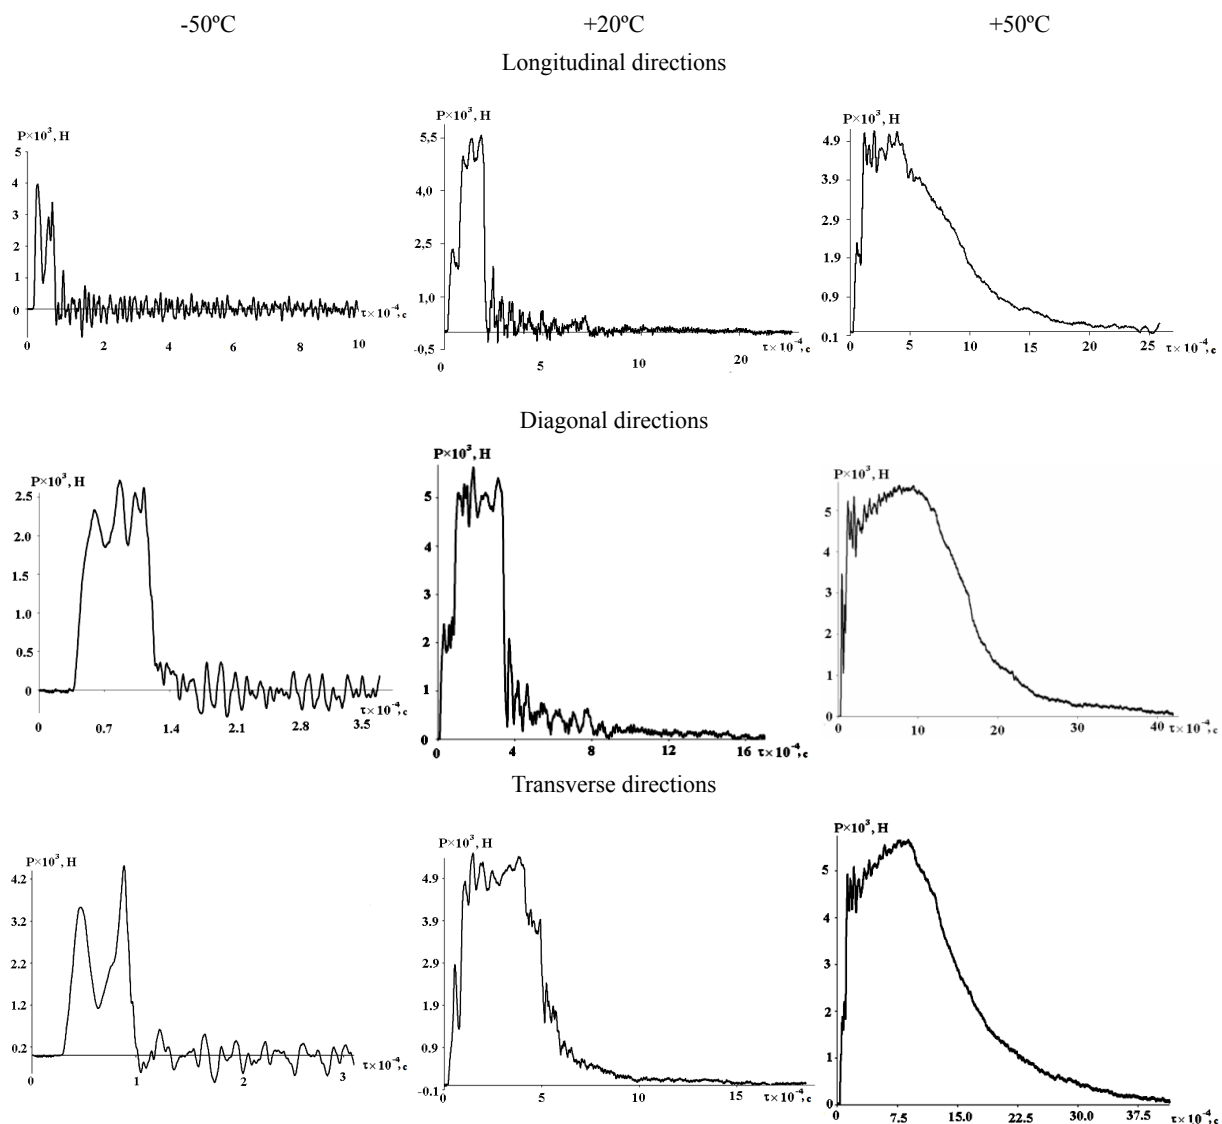 -50ºC +20ºC +50ºC
Longitudinal directions
P×10³, H
5
4
3
2
1
0
0 2 4 6 8 10
τ×10⁻⁴, c
P×10³, H
5,5
4,0
2,5
1,0
-0,5
0 5 10 20
τ×10⁻⁴, c
P×10³, H
4.9
3.9
2.9
1.9
0.9
0.1
0 5 10 15 20 25
τ×10⁻⁴, c
Diagonal directions
P×10³, H
2.5
2.0
1.5
1.0
0.5
0
0 0.7 1.4 2.1 2.8 3.5
τ×10⁻⁴, c
P×10³, H
5
4
3
2
1
0
0 4 8 12 16 τ×10⁻⁴, c
P×10³, H
5
4
3
2
1
0
0 10 20 30 40 τ×10⁻⁴, c
Transverse directions
P×10³, H
4.2
3.2
2.2
1.2
0.2
0 1 2 3
τ×10⁻⁴, c
P×10³, H
4.9
3.9
2.9
1.9
0.9
-0.1
0 5 10 15
τ×10⁻⁴, c
P×10³, H
5
4
3
2
1
0
0 7.5 15.0 22.5 30.0 37.5 τ×10⁻⁴, c